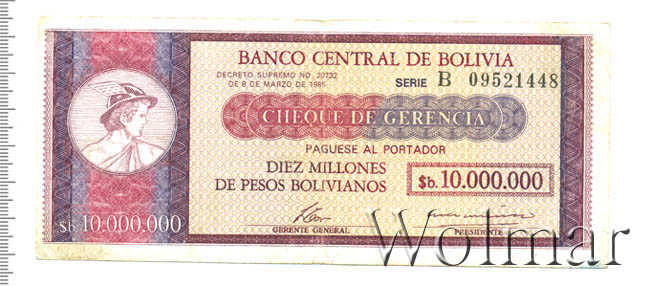 BANCO CENTRAL DE BOLIVIA
DECRETO SUPREMO NO. 20732
DE 8 DE MARZO DE 1985
SERIE B 09521448
CHEQUE DE GERENCIA
PAGUESE AL PORTADOR
DIEZ MILLONES
DE PESOS BOLIVIANOS
$b. 10.000.000
$b. 10.000.000
GERENTE GENERAL
PRESIDENTE
Wolmar